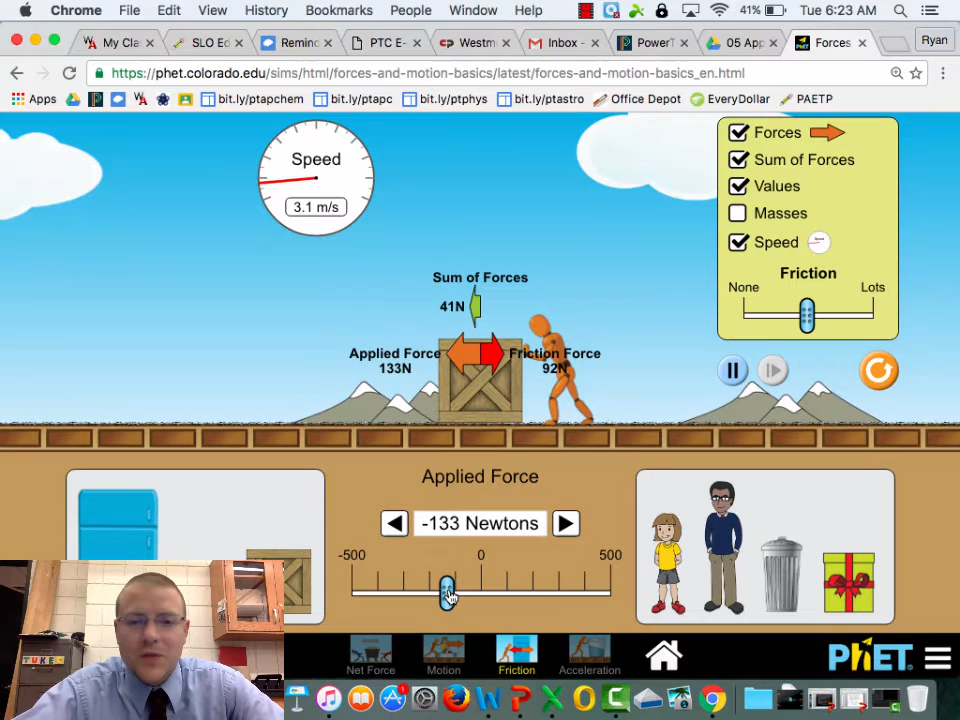 Chrome File Edit View History Bookmarks People Window Help 41% Tue 6:23 AM
My Cla SLO Ed Remin PTC E- Westm Inbox - PowerT 05 App Forces Ryan
https://phet.colorado.edu/sims/html/forces-and-motion-basics/latest/forces-and-motion-basics_en.html
Apps bit.ly/ptapchem bit.ly/ptapc bit.ly/ptphys bit.ly/ptastro Office Depot EveryDollar PAETP
Speed
3.1 m/s
Forces
Sum of Forces
Values
Masses
Speed
Friction
None Lots
Sum of Forces
41N
Applied Force Friction Force
133N 92N
Applied Force
-133 Newtons
-500 0 500
TUKE
Net Force Motion Friction Acceleration
PhET